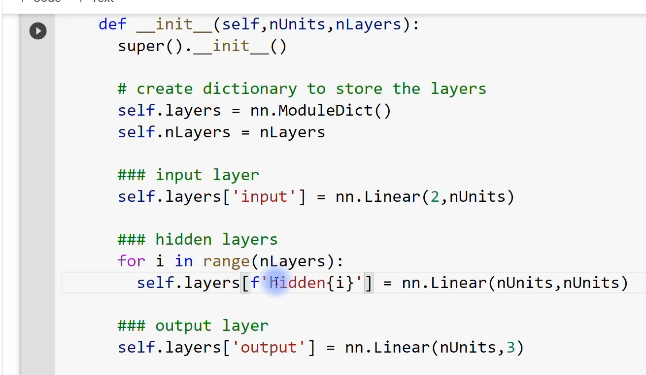 def __init__(self,nUnits,nLayers):
super().__init__()
# create dictionary to store the layers
self.layers = nn.ModuleDict()
self.nLayers = nLayers
### input layer
self.layers['input'] = nn.Linear(2,nUnits)
### hidden layers
for i in range(nLayers):
self.layers[f'hidden{i}'] = nn.Linear(nUnits,nUnits)
### output layer
self.layers['output'] = nn.Linear(nUnits,3)